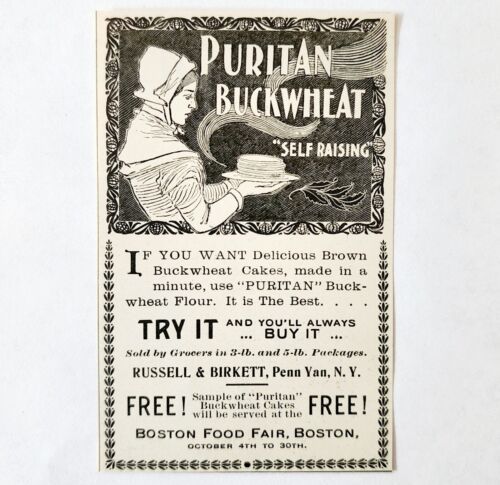 PURITAN
BUCKWHEAT
"SELF RAISING"
IF YOU WANT Delicious Brown
Buckwheat Cakes, made in a
minute, use "PURITAN" Buck-
wheat Flour. It is The Best. . . .
TRY IT AND YOU'LL ALWAYS
... BUY IT ...
Sold by Grocers in 3-lb. and 5-lb. Packages.
RUSSELL & BIRKETT, Penn Yan, N. Y.
FREE! Sample of "Puritan"
Buckwheat Cakes
will be served at the FREE!
BOSTON FOOD FAIR, BOSTON,
OCTOBER 4TH TO 30TH.